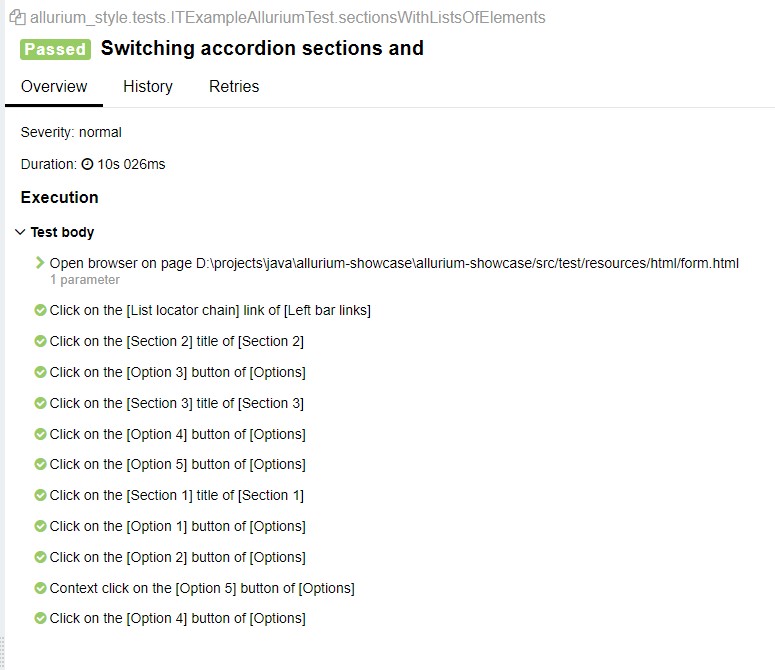 allurium_style.tests.ITExampleAlluriumTest.sectionsWithListsOfElements
Passed Switching accordion sections and
Overview History Retries
Severity: normal
Duration: 10s 026ms
Execution
Test body
Open browser on page D:\projects\java\allurium-showcase\allurium-showcase/src/test/resources/html/form.html
1 parameter
Click on the [List locator chain] link of [Left bar links]
Click on the [Section 2] title of [Section 2]
Click on the [Option 3] button of [Options]
Click on the [Section 3] title of [Section 3]
Click on the [Option 4] button of [Options]
Click on the [Option 5] button of [Options]
Click on the [Section 1] title of [Section 1]
Click on the [Option 1] button of [Options]
Click on the [Option 2] button of [Options]
Context click on the [Option 5] button of [Options]
Click on the [Option 4] button of [Options]